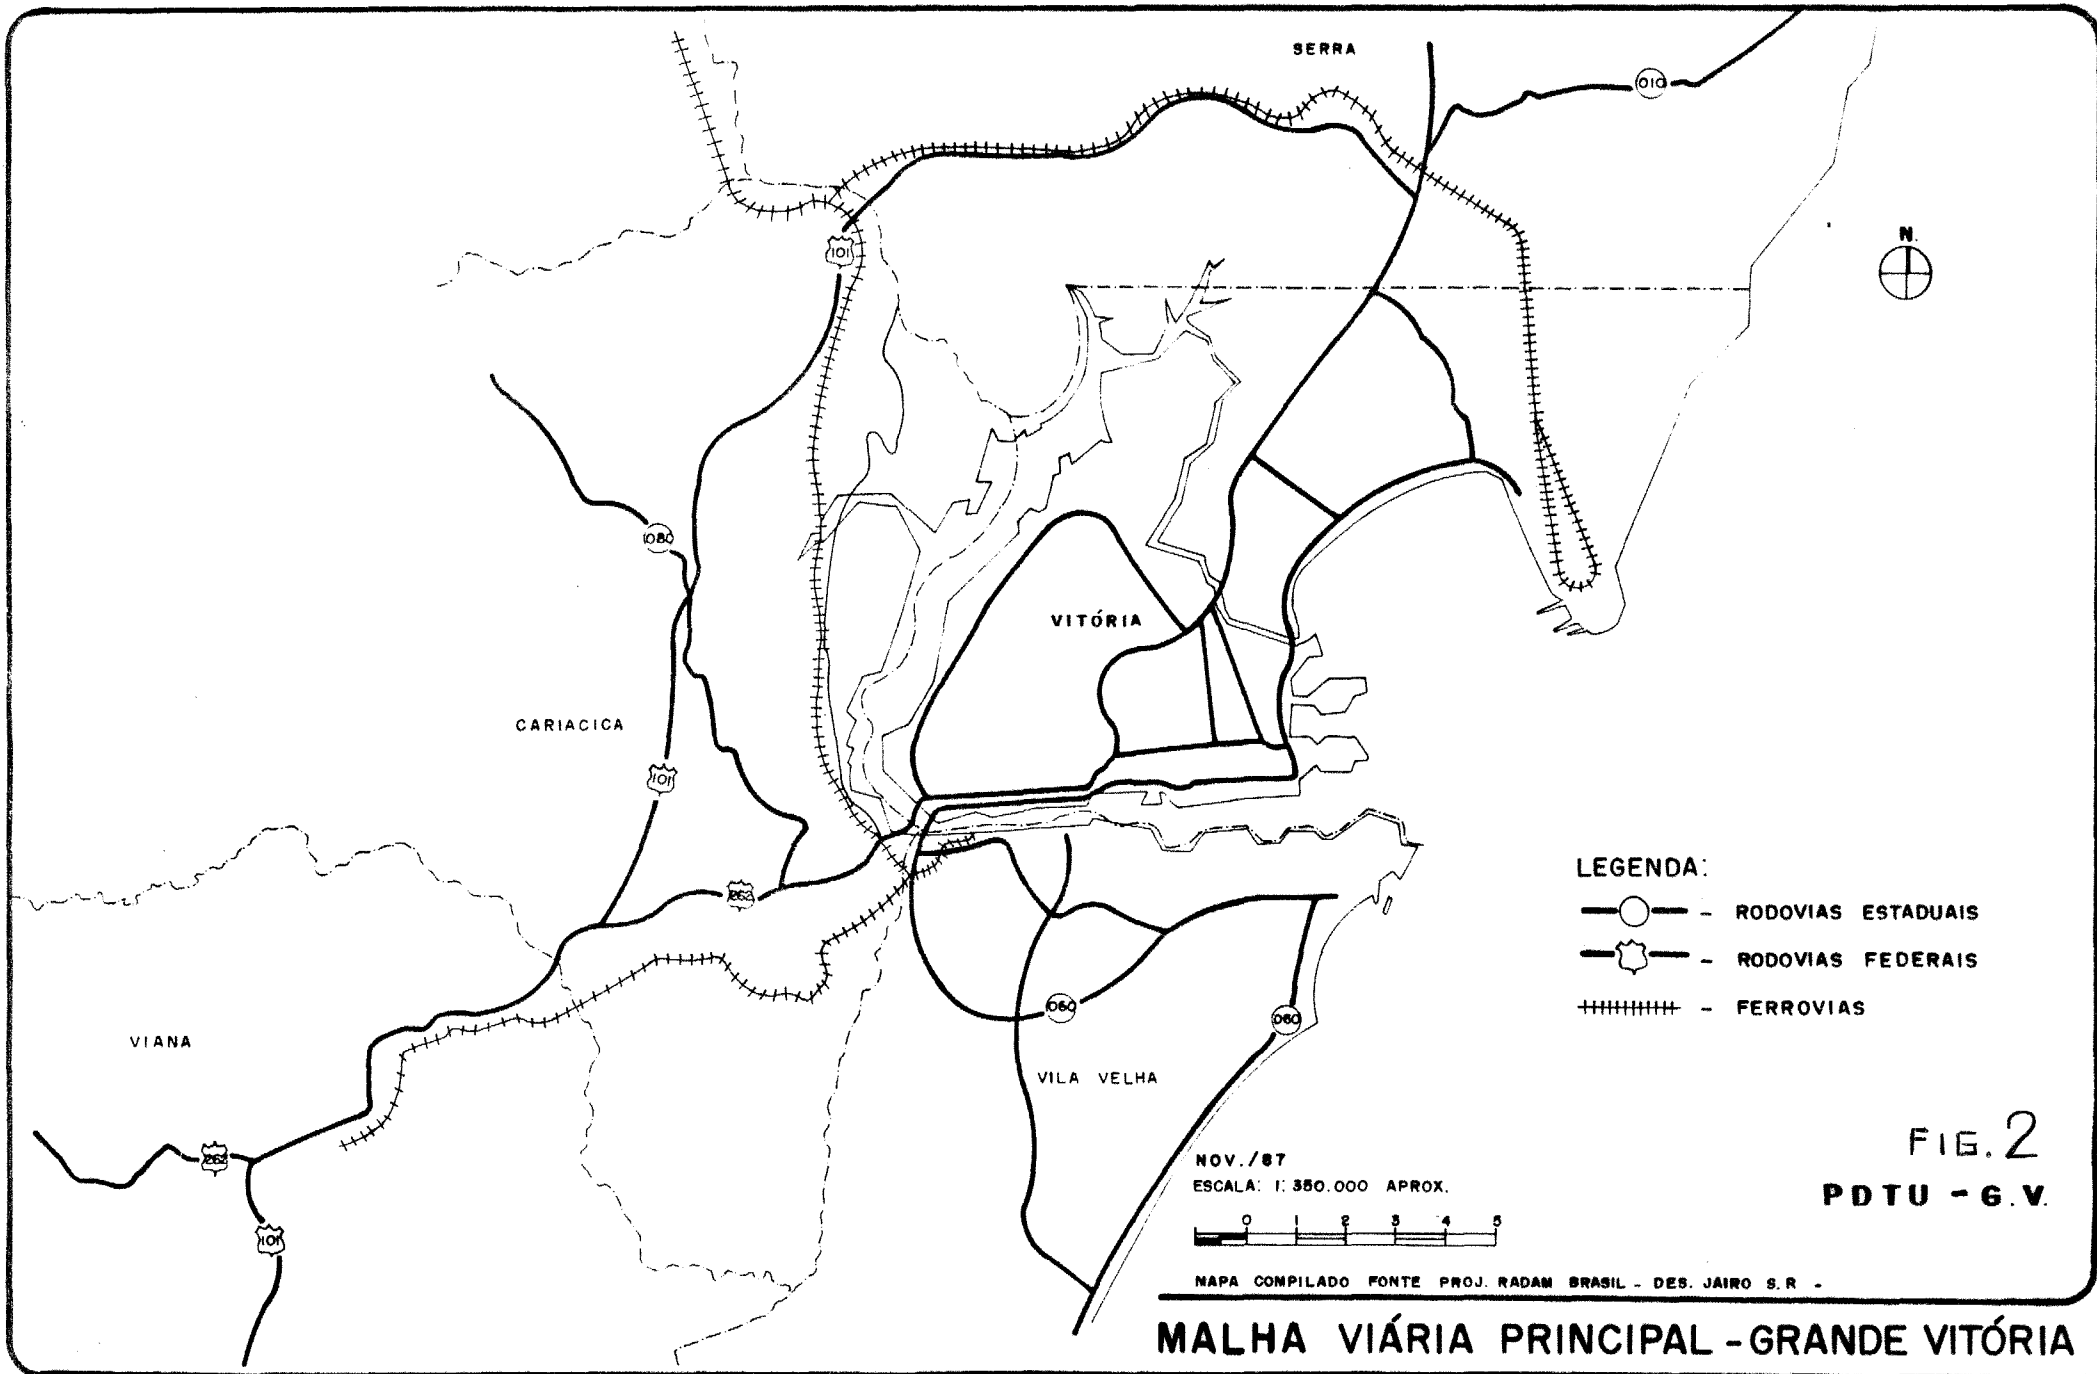 SERRA
010
N.
101
080
VITÓRIA
CARIACICA
101
262
LEGENDA:
- RODOVIAS ESTADUAIS
- RODOVIAS FEDERAIS
- FERROVIAS
060
060
VIANA
VILA VELHA
262
101
NOV./87
ESCALA: 1:350.000 APROX.
0 1 2 3 4 5
FIG. 2
PDTU - G.V.
MAPA COMPILADO FONTE PROJ. RADAM BRASIL - DES. JAIRO S.R -
MALHA VIÁRIA PRINCIPAL - GRANDE VITÓRIA